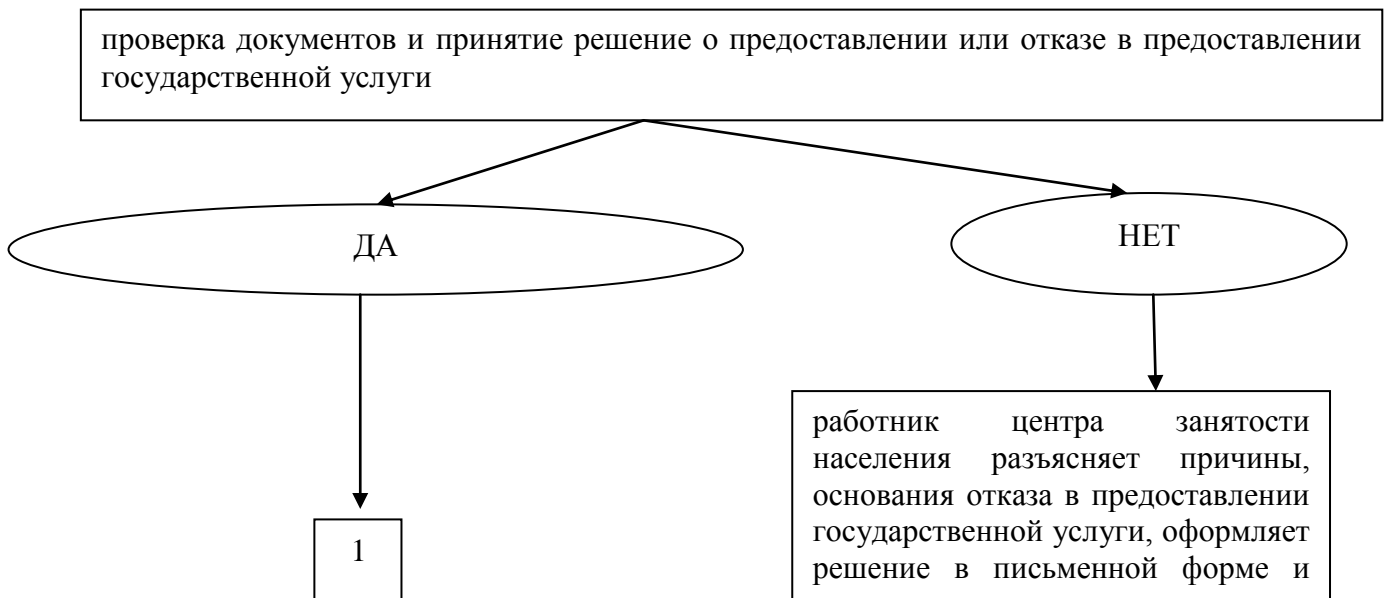 проверка документов и принятие решение о предоставлении или отказе в предоставлении
государственной услуги
ДА
НЕТ
работник центра занятости
населения разъясняет причины,
основания отказа в предоставлении
государственной услуги, оформляет
решение в письменной форме и
1